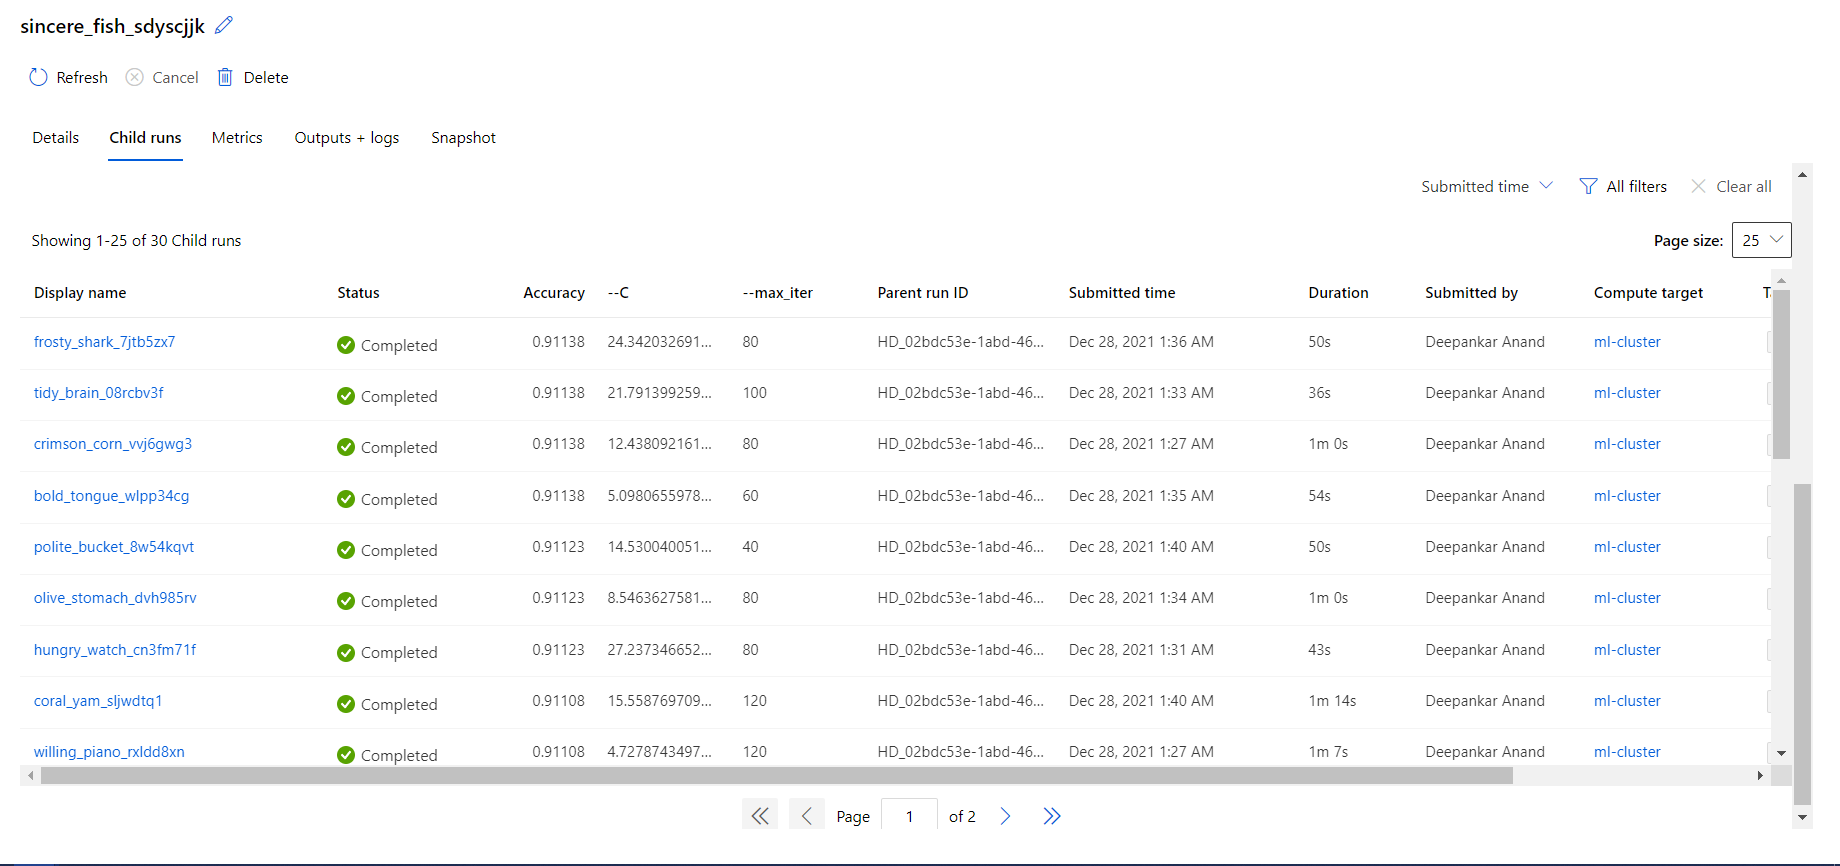 sincere_fish_sdyscjjk
Refresh Cancel Delete
Details Child runs Metrics Outputs + logs Snapshot
Submitted time All filters Clear all
Showing 1-25 of 30 Child runs Page size: 25
Display name Status Accuracy --C --max_iter Parent run ID Submitted time Duration Submitted by Compute target
frosty_shark_7jtb5zx7 Completed 0.91138 24.342032691... 80 HD_02bdc53e-1abd-46... Dec 28, 2021 1:36 AM 50s Deepankar Anand ml-cluster
tidy_brain_08rcbv3f Completed 0.91138 21.791399259... 100 HD_02bdc53e-1abd-46... Dec 28, 2021 1:33 AM 36s Deepankar Anand ml-cluster
crimson_corn_vvj6gwg3 Completed 0.91138 12.438092161... 80 HD_02bdc53e-1abd-46... Dec 28, 2021 1:27 AM 1m 0s Deepankar Anand ml-cluster
bold_tongue_wlpp34cg Completed 0.91138 5.0980655978... 60 HD_02bdc53e-1abd-46... Dec 28, 2021 1:35 AM 54s Deepankar Anand ml-cluster
polite_bucket_8w54kqvt Completed 0.91123 14.530040051... 40 HD_02bdc53e-1abd-46... Dec 28, 2021 1:40 AM 50s Deepankar Anand ml-cluster
olive_stomach_dvh985rv Completed 0.91123 8.5463627581... 80 HD_02bdc53e-1abd-46... Dec 28, 2021 1:34 AM 1m 0s Deepankar Anand ml-cluster
hungry_watch_cn3fm71f Completed 0.91123 27.237346652... 80 HD_02bdc53e-1abd-46... Dec 28, 2021 1:31 AM 43s Deepankar Anand ml-cluster
coral_yam_sljwdtq1 Completed 0.91108 15.558769709... 120 HD_02bdc53e-1abd-46... Dec 28, 2021 1:40 AM 1m 14s Deepankar Anand ml-cluster
willing_piano_rxldd8xn Completed 0.91108 4.7278743497... 120 HD_02bdc53e-1abd-46... Dec 28, 2021 1:27 AM 1m 7s Deepankar Anand ml-cluster
Page 1 of 2